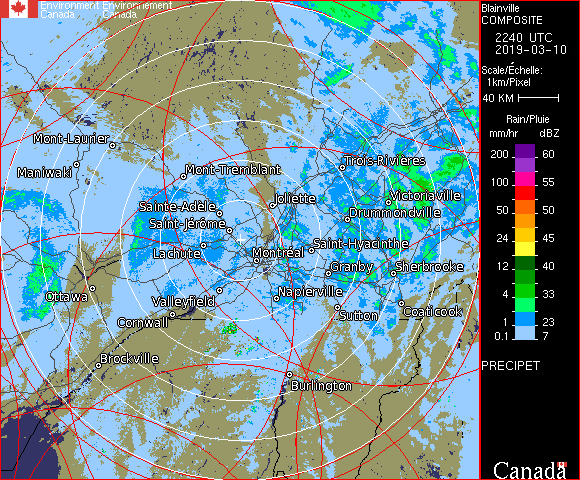 Environment Environnement
Canada Canada
Blainville
COMPOSITE
2240 UTC
2019-03-10
Scale/Échelle:
1km/Pixel
40 KM
Rain/Pluie
mm/hr dBZ
200 60
100 55
50 50
24 45
12 40
4 33
1 23
0.1 7
PRECIPET
Canada
Mont-Laurier
Maniwaki
Mont-Tremblant
Trois-Rivières
Joliette
Victoriaville
Sainte-Adèle
Drummondville
Saint-Jérôme
Lachute
Montréal
Saint-Hyacinthe
Granby
Sherbrooke
Ottawa
Valleyfield
Napierville
Cornwall
Sutton
Coaticook
Brockville
Burlington